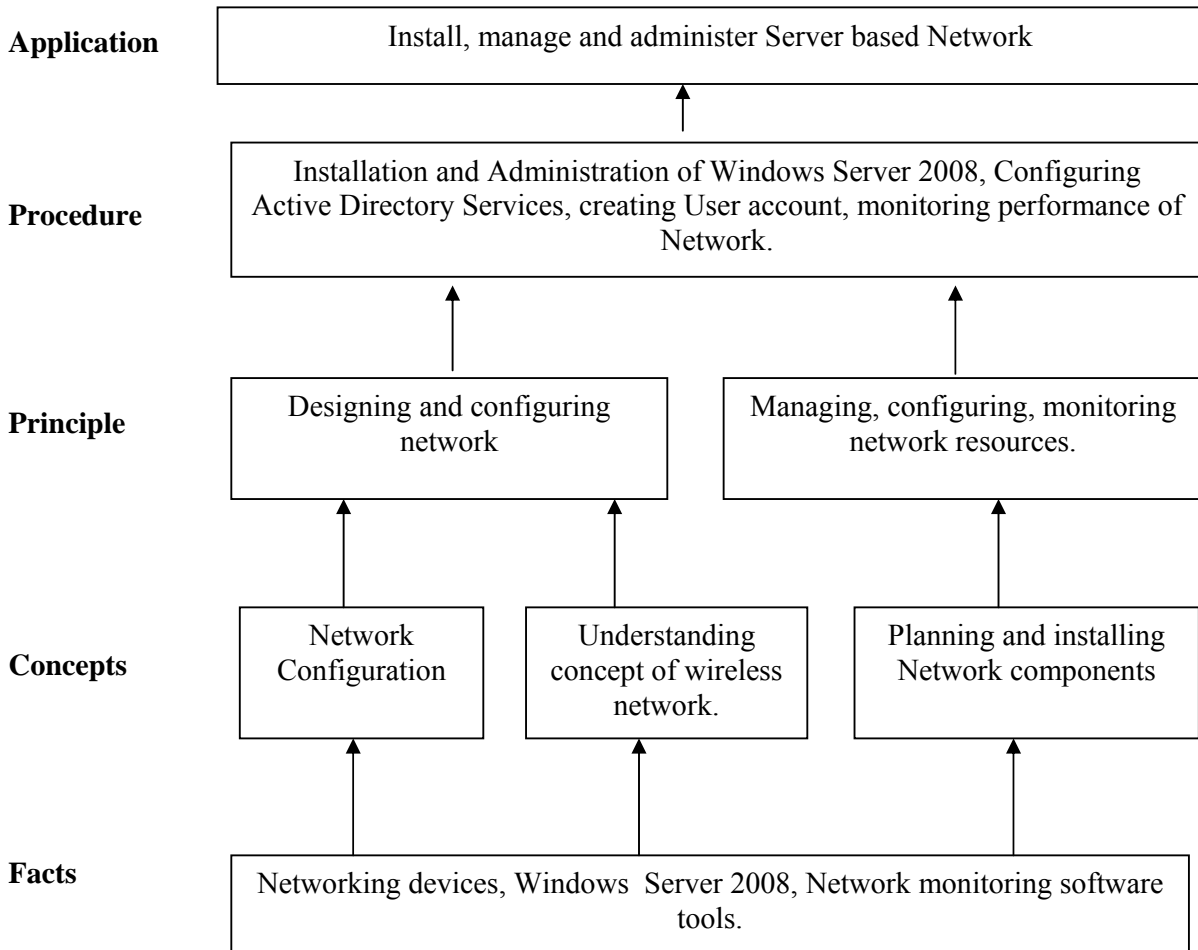 Application
Install, manage and administer Server based Network
Procedure
Installation and Administration of Windows Server 2008, Configuring
Active Directory Services, creating User account, monitoring performance of
Network.
Principle
Designing and configuring
network
Managing, configuring, monitoring
network resources.
Concepts
Network
Configuration
Understanding
concept of wireless
network.
Planning and installing
Network components
Facts
Networking devices, Windows Server 2008, Network monitoring software
tools.